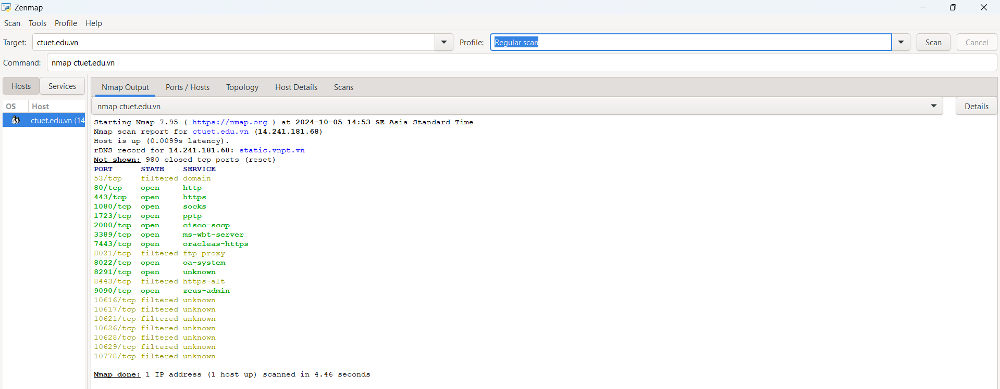 Zenmap
Scan Tools Profile Help
Target: ctuet.edu.vn Profile: Regular scan Scan Cancel
Command: nmap ctuet.edu.vn
Hosts Services Nmap Output Ports / Hosts Topology Host Details Scans
OS Host nmap ctuet.edu.vn Details
ctuet.edu.vn (14
Starting Nmap 7.95 ( https://nmap.org ) at 2024-10-05 14:53 SE Asia Standard Time
Nmap scan report for ctuet.edu.vn (14.241.181.68)
Host is up (0.0099s latency).
rDNS record for 14.241.181.68: static.vnpt.vn
Not shown: 980 closed tcp ports (reset)
PORT STATE SERVICE
53/tcp filtered domain
80/tcp open http
443/tcp open https
1080/tcp open socks
1723/tcp open pptp
2000/tcp open cisco-sccp
3389/tcp open ms-wbt-server
7443/tcp open oracleas-https
8021/tcp filtered ftp-proxy
8022/tcp open oa-system
8291/tcp open unknown
8443/tcp filtered https-alt
9090/tcp open zeus-admin
10616/tcp filtered unknown
10617/tcp filtered unknown
10621/tcp filtered unknown
10626/tcp filtered unknown
10628/tcp filtered unknown
10629/tcp filtered unknown
10778/tcp filtered unknown
Nmap done: 1 IP address (1 host up) scanned in 4.46 seconds